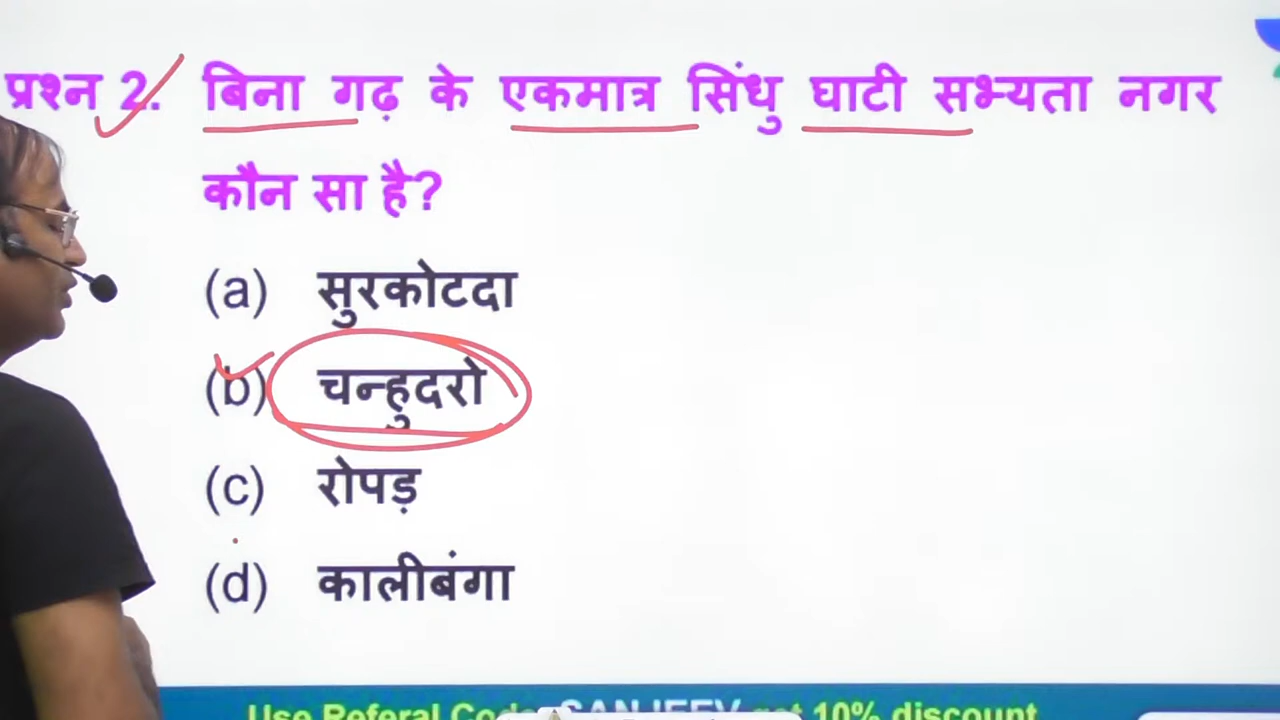 प्रश्न 2. बिना गढ़ के एकमात्र सिंधु घाटी सभ्यता नगर
कौन सा है?
(a) सुरकोटदा
(b) चन्हुदरो
(c) रोपड़
(d) कालीबंगा
Use Referal Code SANJEEV get 10% discount